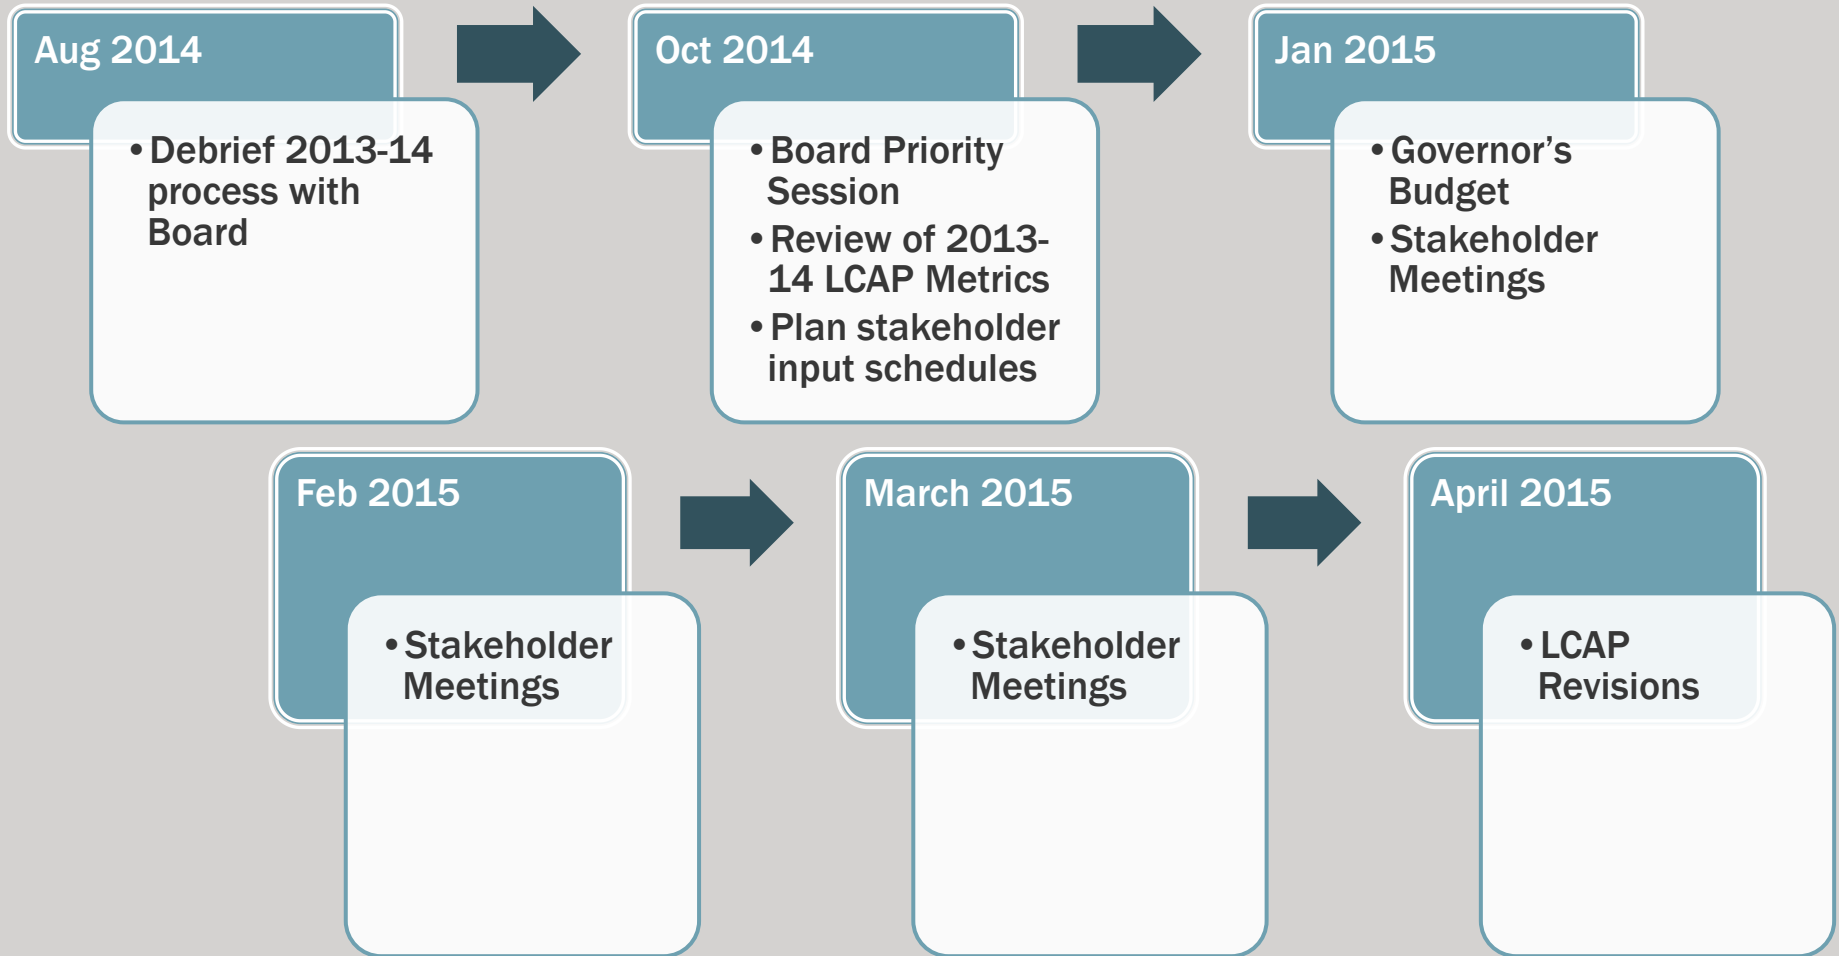 Aug 2014
• Debrief 2013-14
process with
Board
Oct 2014
• Board Priority
Session
• Review of 2013-
14 LCAP Metrics
• Plan stakeholder
input schedules
Jan 2015
• Governor’s
Budget
• Stakeholder
Meetings
Feb 2015
• Stakeholder
Meetings
March 2015
• Stakeholder
Meetings
April 2015
• LCAP
Revisions